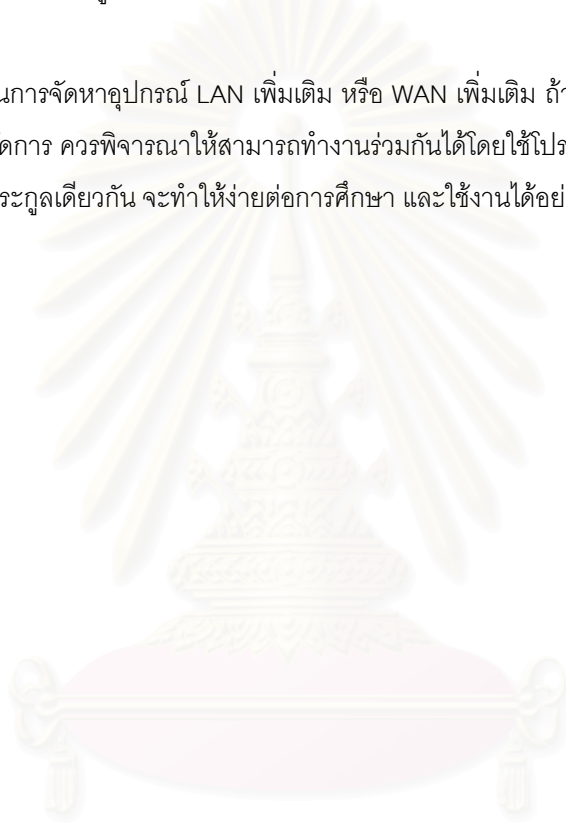 นการจัดหาอุปกรณ์ LAN เพิ่มเติม หรือ WAN เพิ่มเติม ถ้า
จัดการ ควรพิจารณาให้สามารถทำงานร่วมกันได้โดยใช้โปร
ระกูลเดียวกัน จะทำให้ง่ายต่อการศึกษา และใช้งานได้อย่